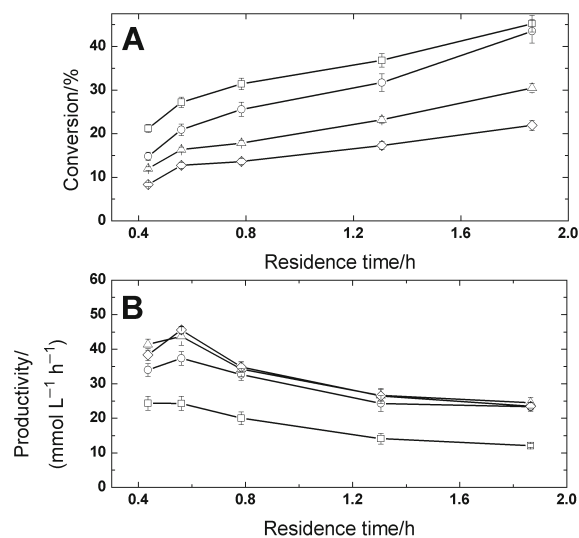 A
Conversion/%
40
30
20
10
0
0.4 0.8 1.2 1.6 2.0
Residence time/h
B
Productivity/
(mmol L⁻¹ h⁻¹)
60
50
40
30
20
10
0
0.4 0.8 1.2 1.6 2.0
Residence time/h